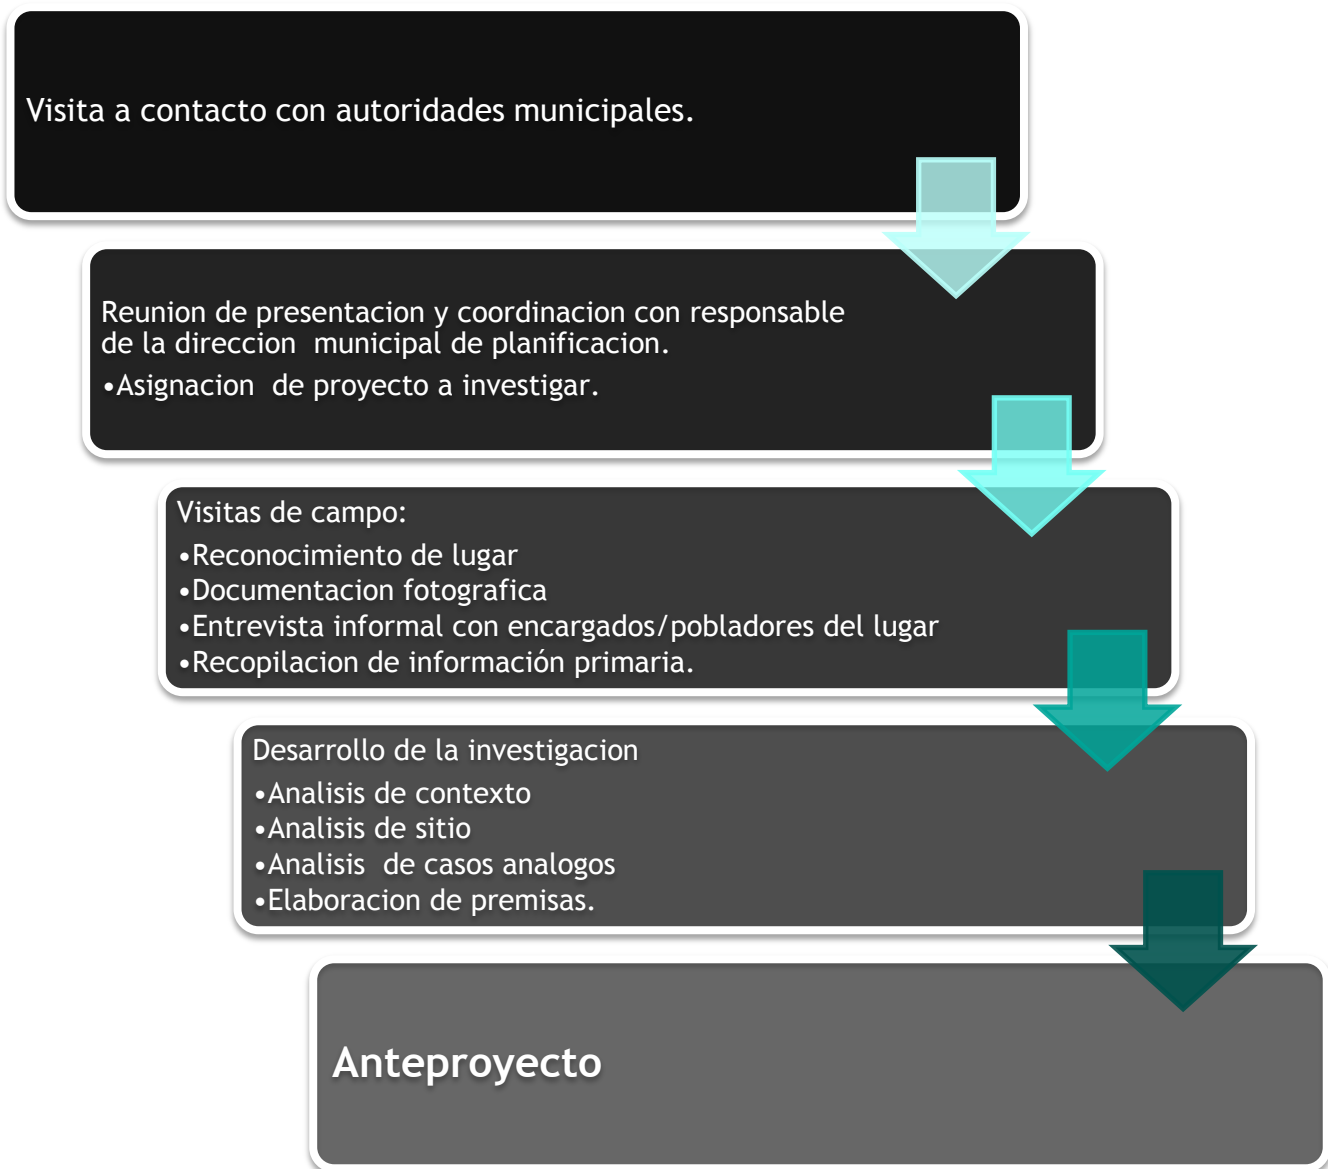 Visita a contacto con autoridades municipales.
Reunion de presentacion y coordinacion con responsable
de la direccion  municipal de planificacion.
•Asignacion  de proyecto a investigar.
Visitas de campo:
•Reconocimiento de lugar
•Documentacion fotografica
•Entrevista informal con encargados/pobladores del lugar
•Recopilacion de información primaria.
Desarrollo de la investigacion
•Analisis de contexto
•Analisis de sitio
•Analisis  de casos analogos
•Elaboracion de premisas.
Anteproyecto